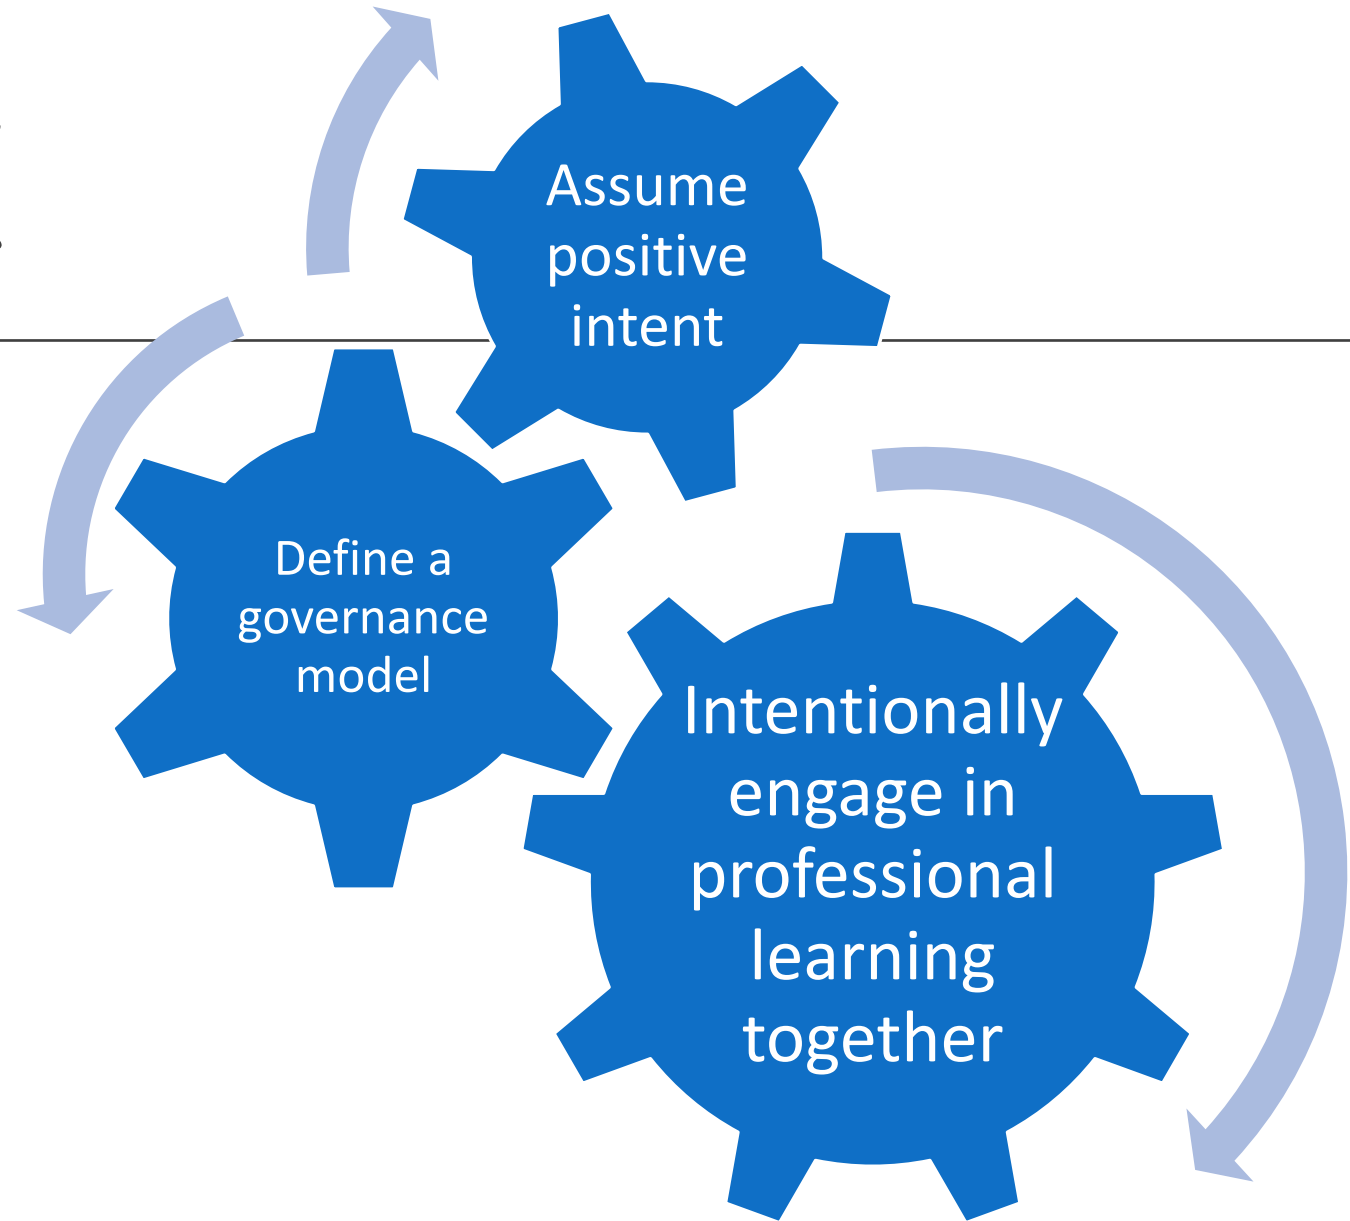 Assume
positive
intent
Define a
governance
model
Intentionally
engage in
professional
learning
together